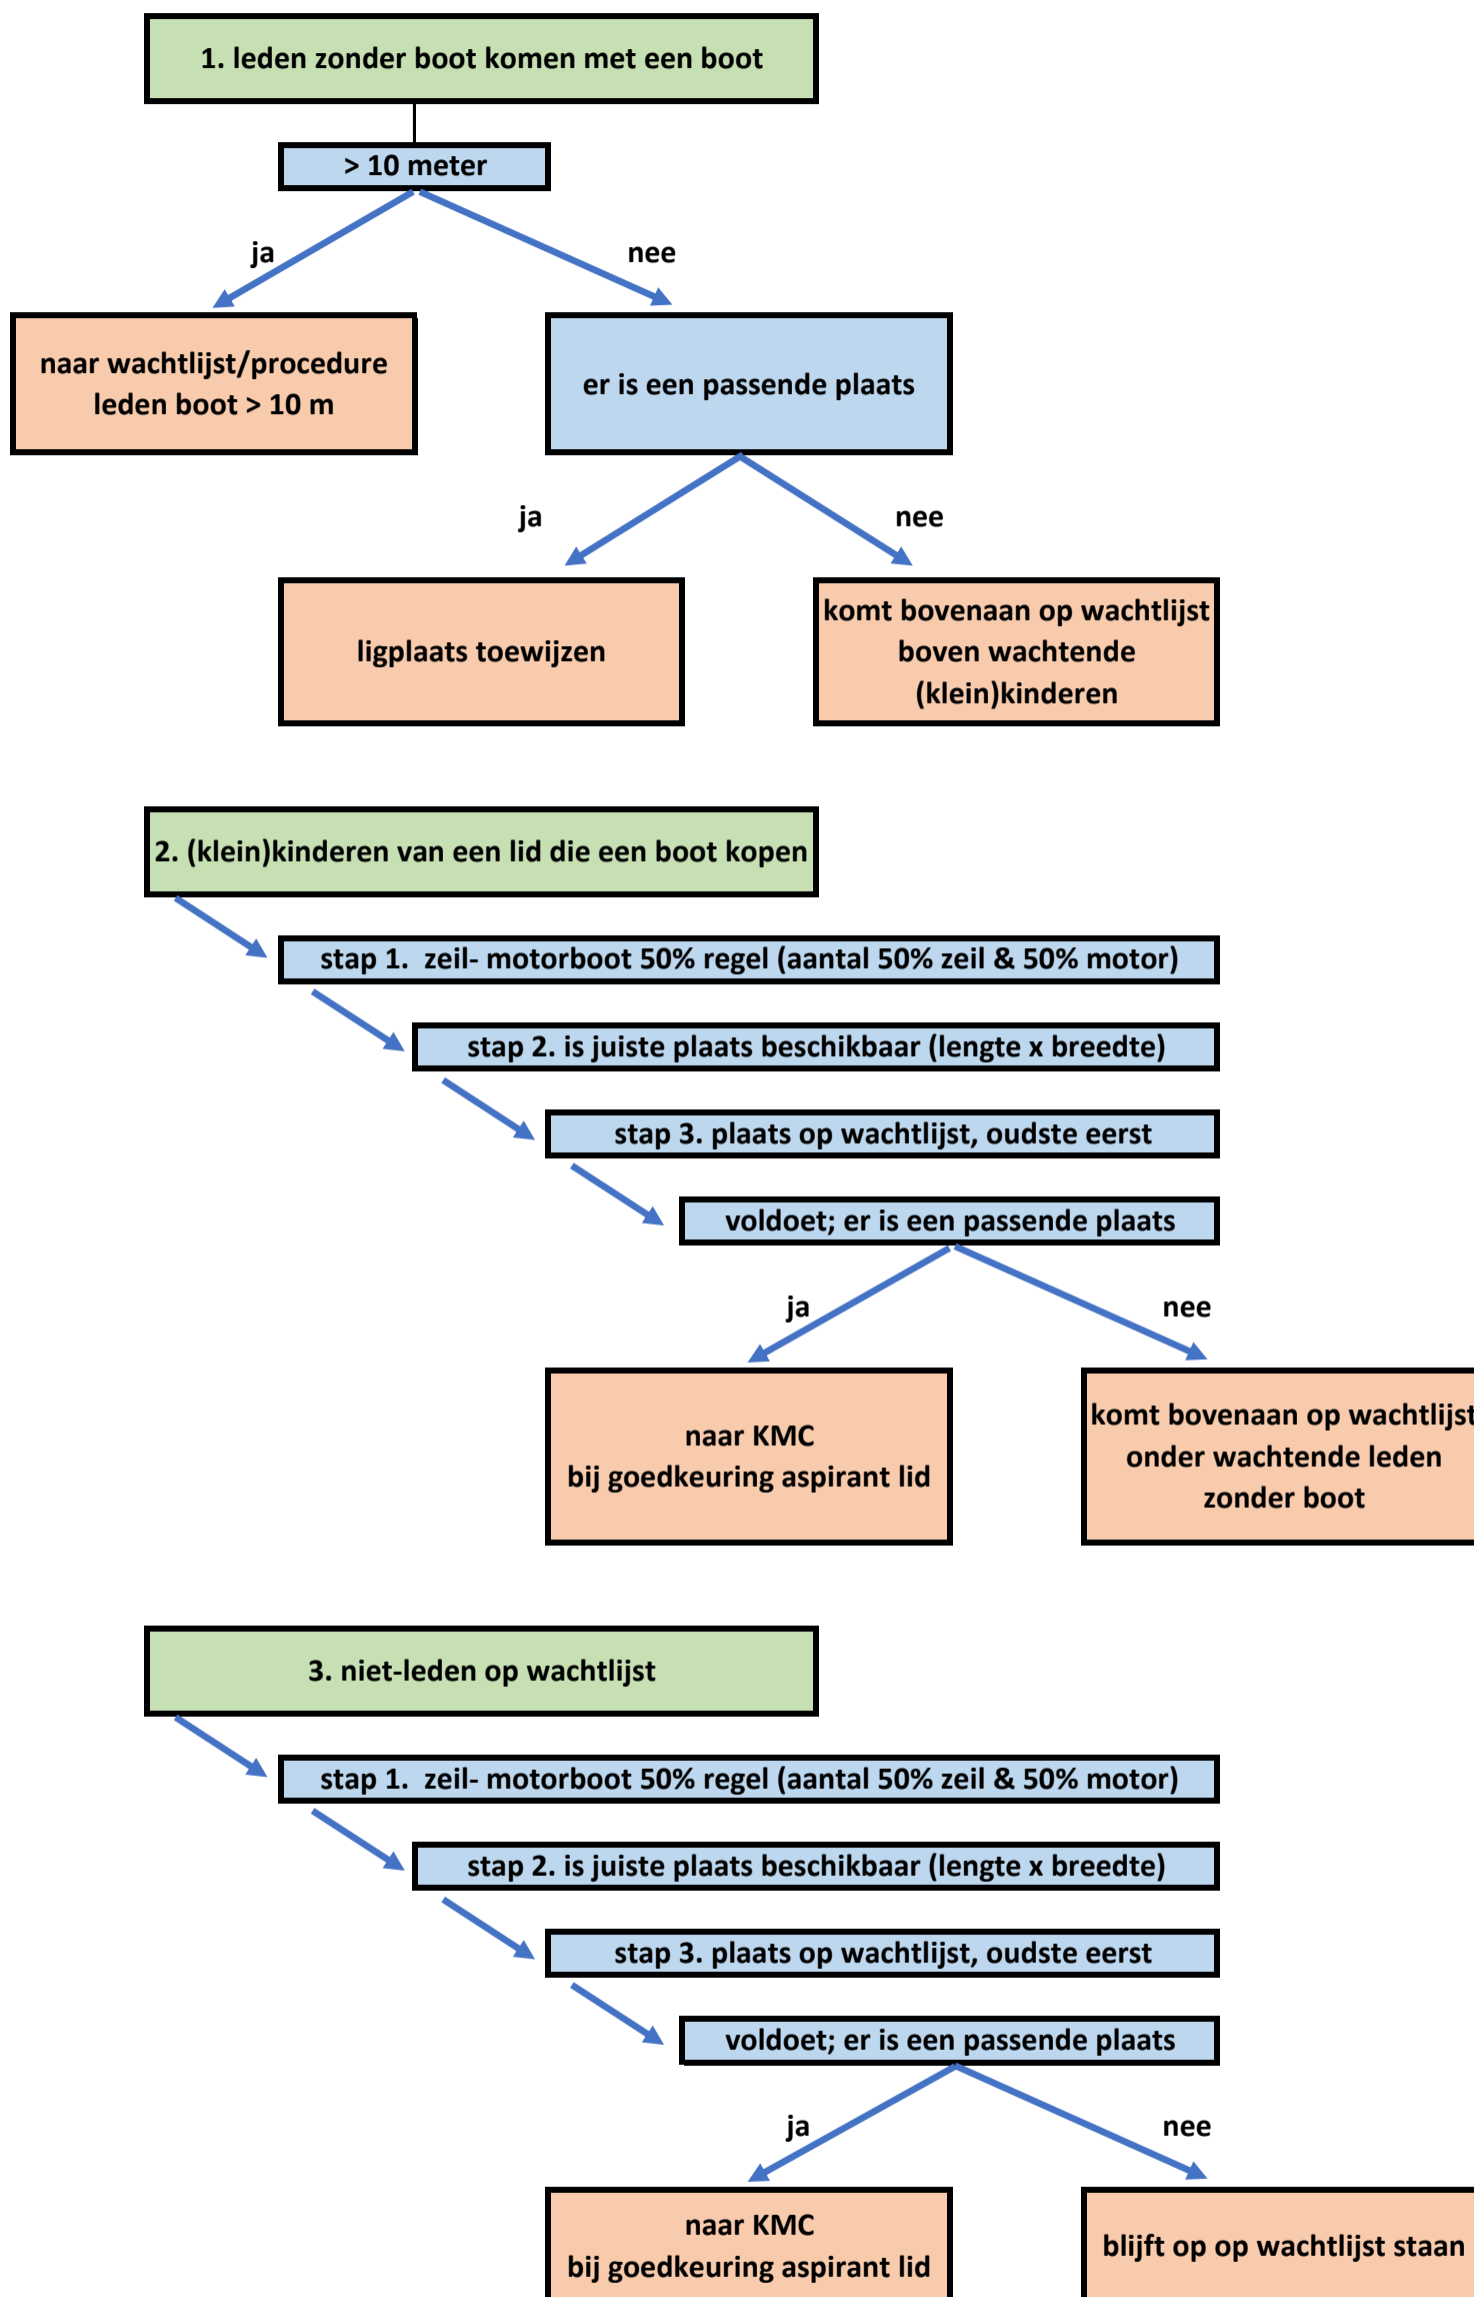 1. leden zonder boot komen met een boot
> 10 meter
ja
nee
naar wachtlijst/procedure
leden boot > 10 m
er is een passende plaats
ja
nee
ligplaats toewijzen
komt bovenaan op wachtlijst
boven wachtende
(klein)kinderen
2. (klein)kinderen van een lid die een boot kopen
stap 1.  zeil- motorboot 50% regel (aantal 50% zeil & 50% motor)
stap 2. is juiste plaats beschikbaar (lengte x breedte)
stap 3. plaats op wachtlijst, oudste eerst
voldoet; er is een passende plaats
ja
nee
naar KMC
bij goedkeuring aspirant lid
komt bovenaan op wachtlijst
onder wachtende leden
zonder boot
3. niet-leden op wachtlijst
stap 1.  zeil- motorboot 50% regel (aantal 50% zeil & 50% motor)
stap 2. is juiste plaats beschikbaar (lengte x breedte)
stap 3. plaats op wachtlijst, oudste eerst
voldoet; er is een passende plaats
ja
nee
naar KMC
bij goedkeuring aspirant lid
blijft op op wachtlijst staan